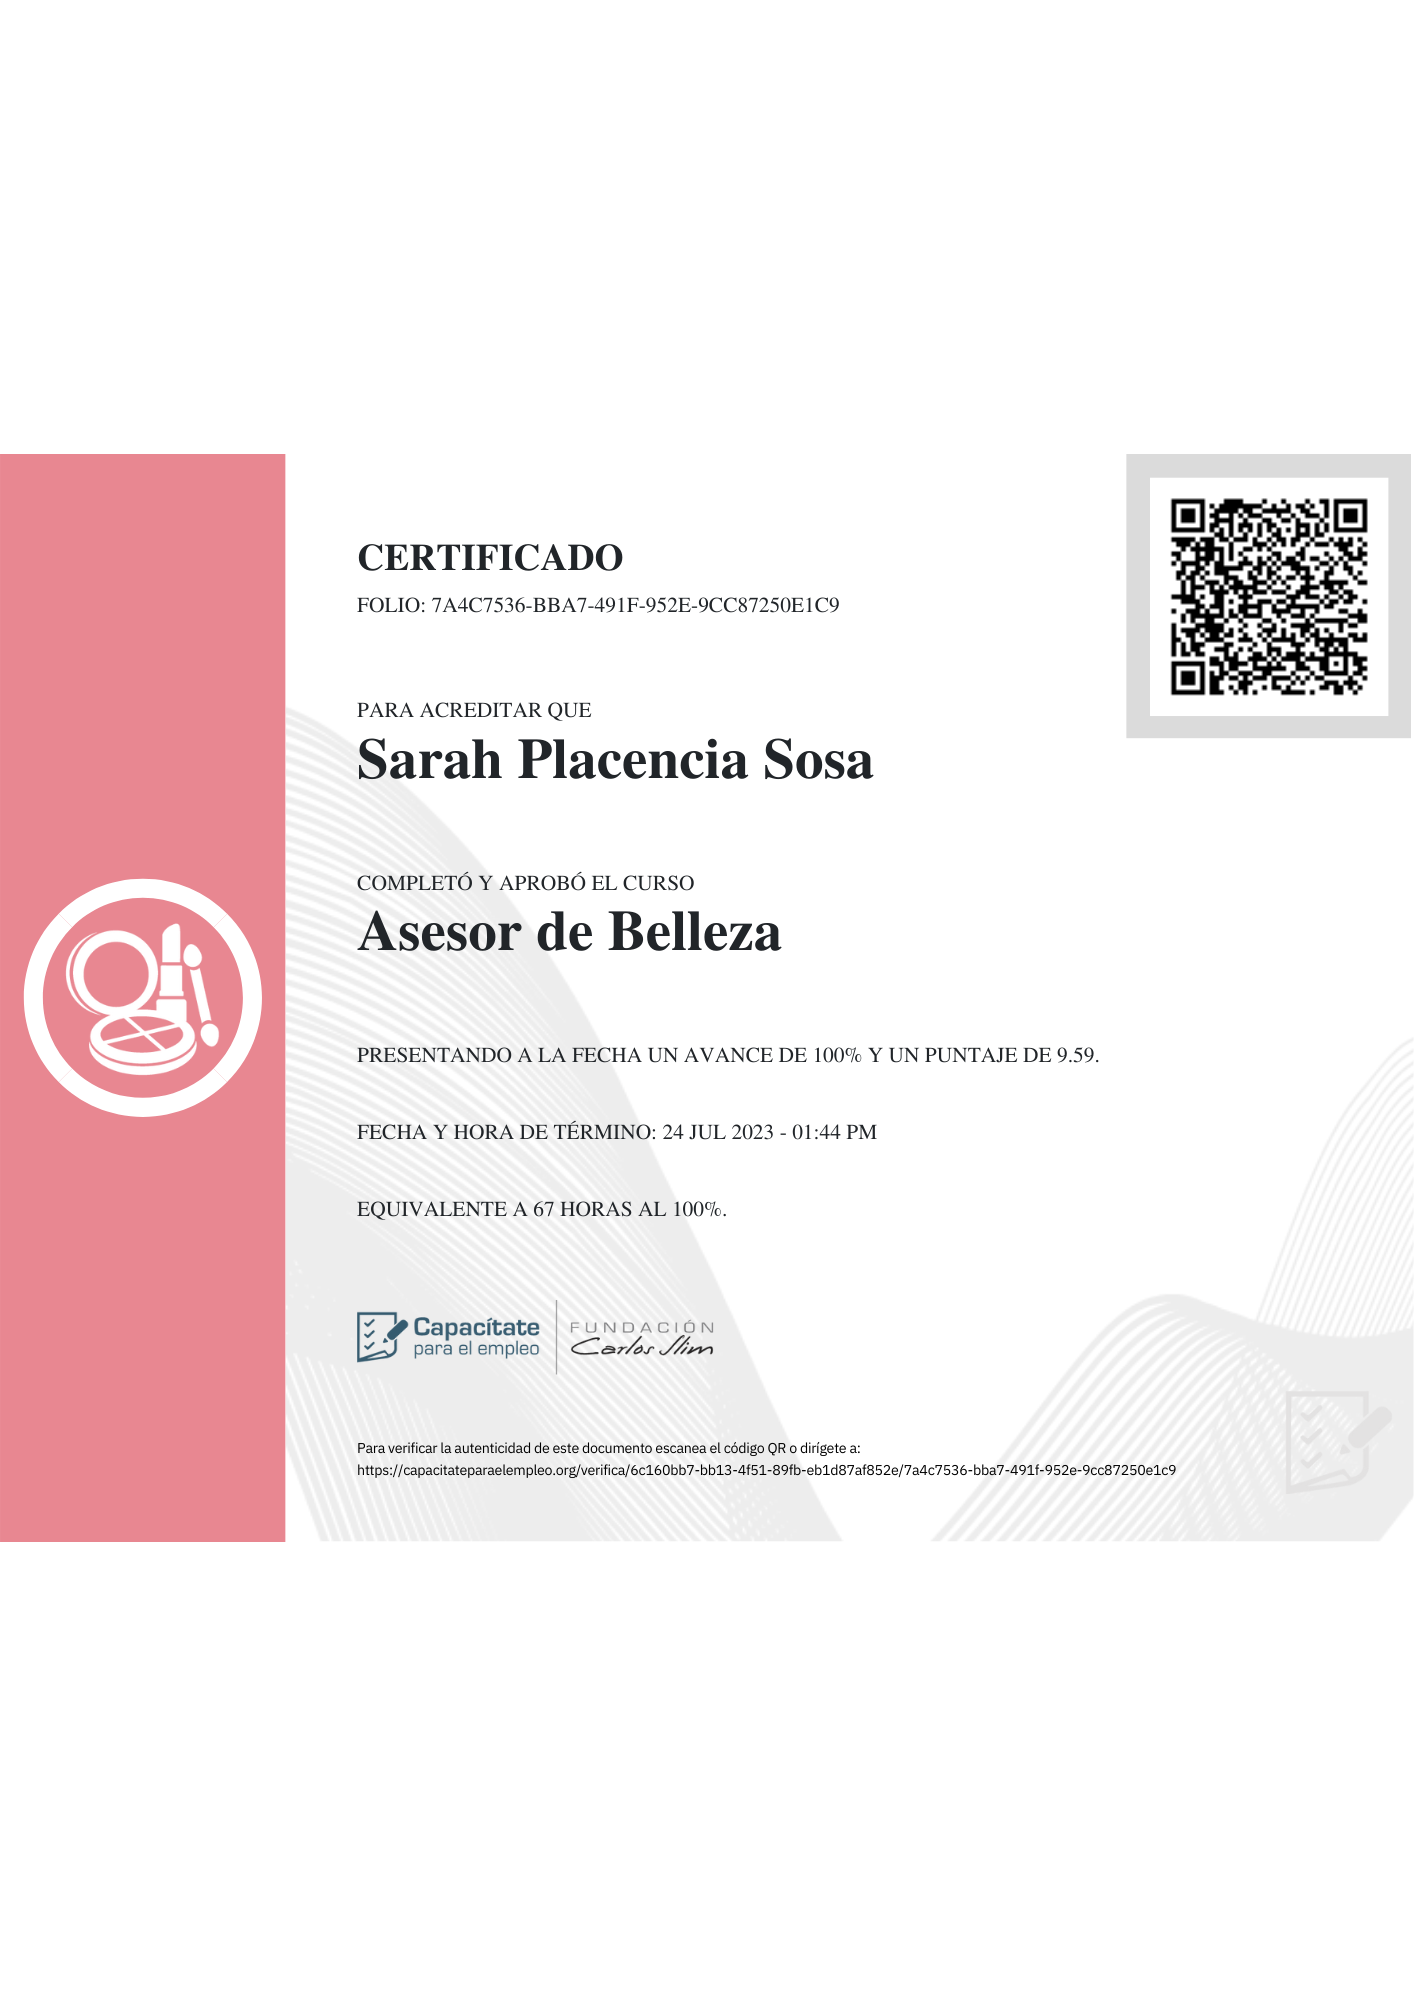 CERTIFICADO
FOLIO: 7A4C7536-BBA7-491F-952E-9CC87250E1C9
PARA ACREDITAR QUE
Sarah Placencia Sosa
COMPLETÓ Y APROBÓ EL CURSO
Asesor de Belleza
PRESENTANDO A LA FECHA UN AVANCE DE 100% Y UN PUNTAJE DE 9.59.
FECHA Y HORA DE TÉRMINO: 24 JUL 2023 - 01:44 PM
EQUIVALENTE A 67 HORAS AL 100%.
Capacítate
para el empleo
FUNDACIÓN
Carlos Slim
Para verificar la autenticidad de este documento escanea el código QR o dirígete a:
https://capacitateparaelempleo.org/verifica/6c160bb7-bb13-4f51-89fb-eb1d87af852e/7a4c7536-bba7-491f-952e-9cc87250e1c9